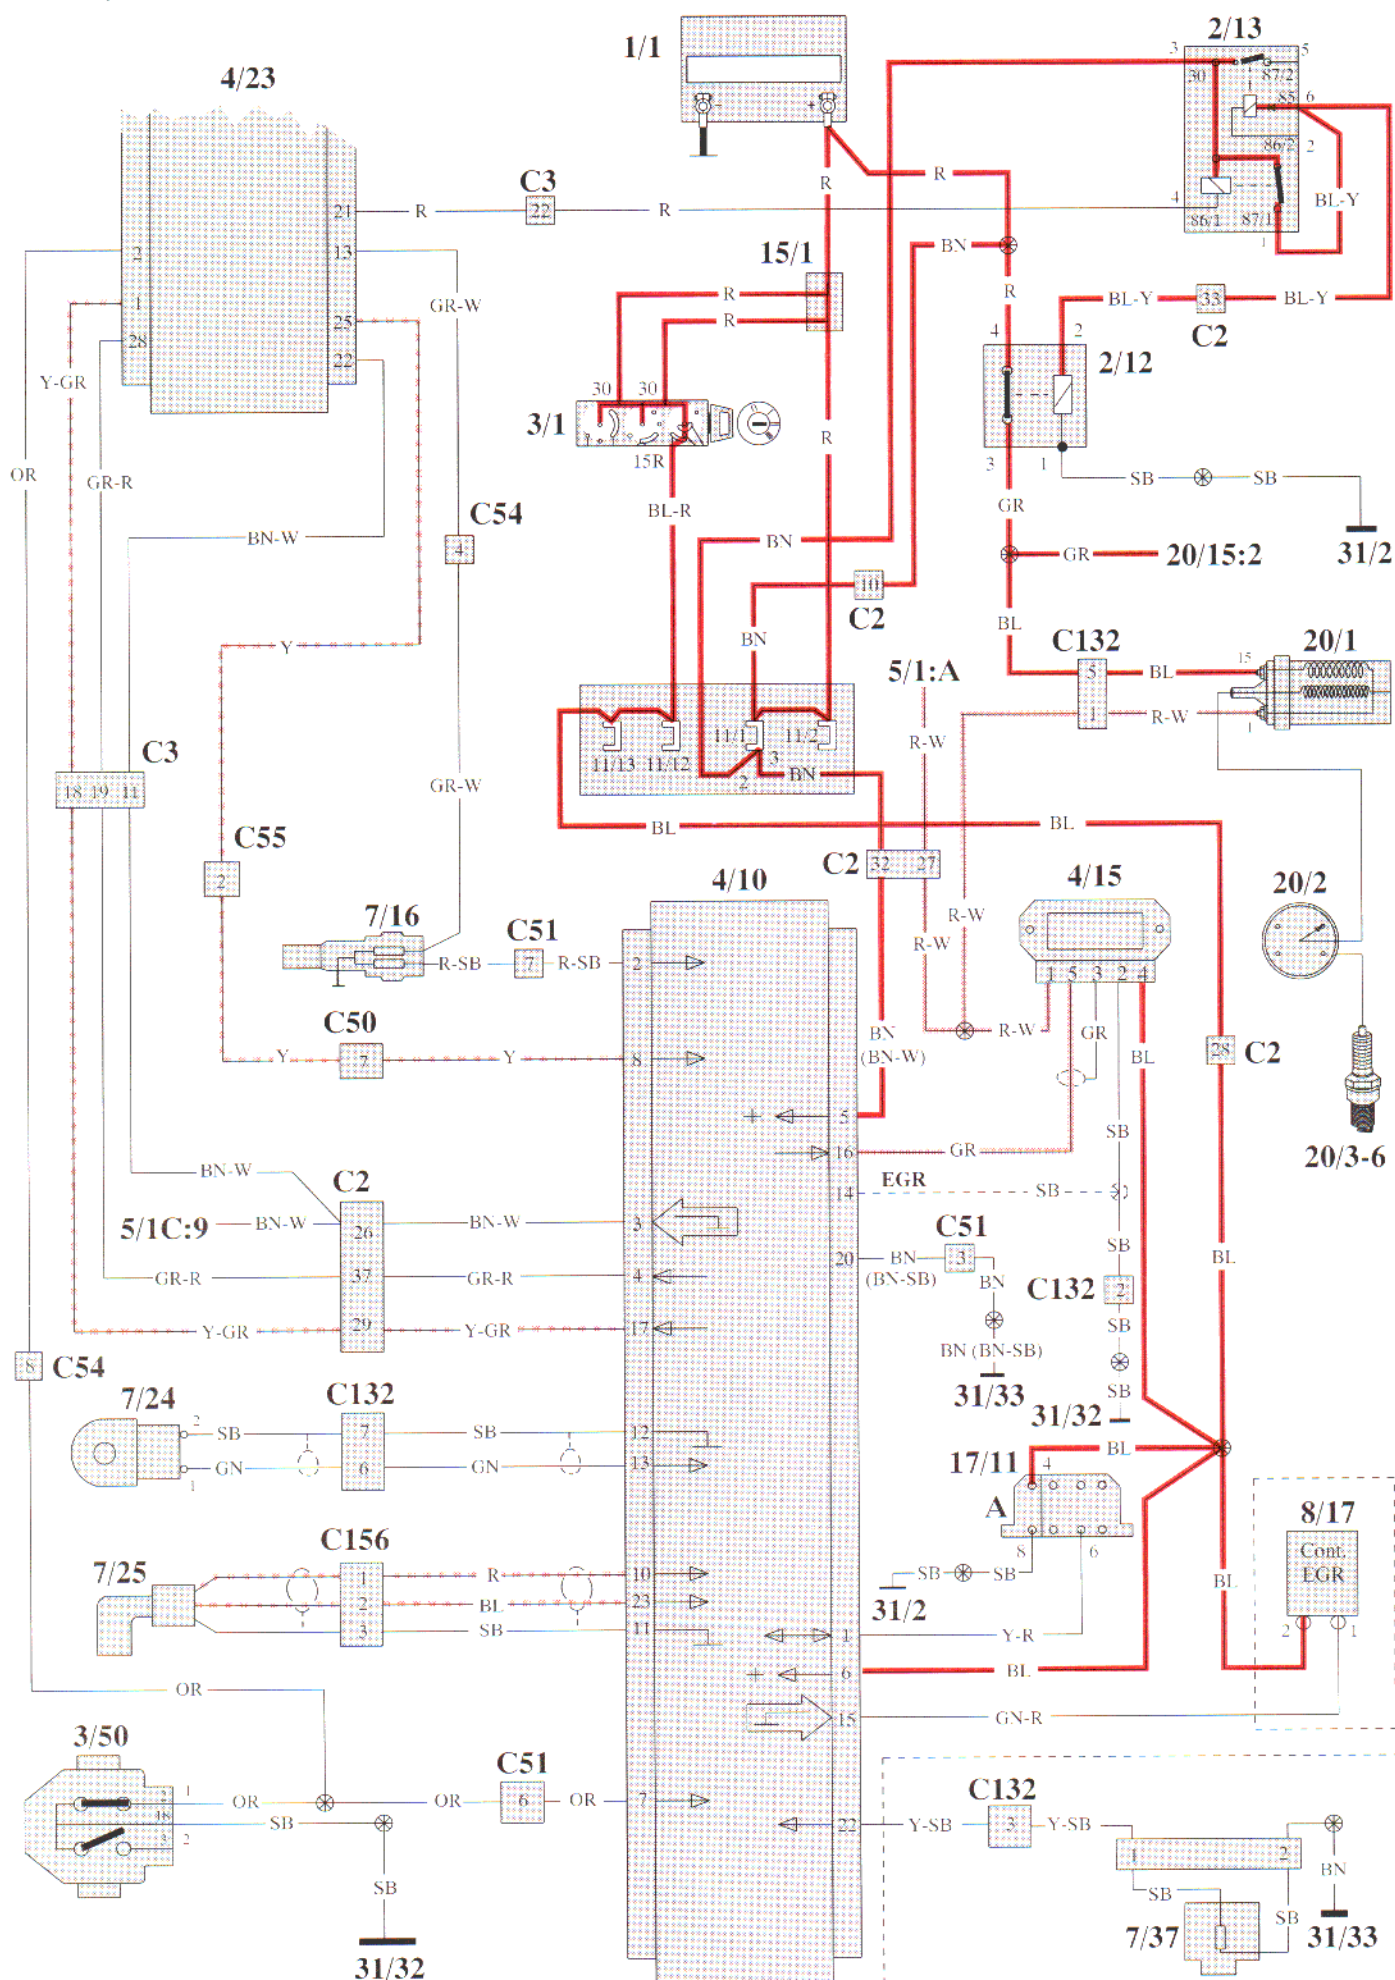 1/1
2/13
3
5
30
87/2
4/23
85
6
-
+
86/2
2
C3
R
R
4
BL-Y
21
R
22
R
86/1
87/1
1
2
13
BN
15/1
GR-W
R
R
1
BL-Y
33
BL-Y
25
R
4
2
C2
28
22
2/12
Y-GR
30
30
3/1
R
OR
15R
3
1
SB
SB
GR-R
BL-R
GR
C54
BN-W
4
BN
GR
20/15:2
31/2
10
C2
BL
Y
BN
C132
20/1
5/1:A
5
BL
15
1
R-W
1
11/1
11/2
R-W
C3
11/13
11/12
3
2
BN
18
19
11
GR-W
BL
BL
C55
C2
32
27
2
4/10
4/15
20/2
7/16
C51
R-W
R-W
R-SB
7
R-SB
2
1
5
3
2
4
C50
BN
(BN-W)
R-W
GR
BL
28
C2
Y
7
Y
8
+
5
SB
16
GR
BN-W
C2
EGR
20/3-6
14
SB
5/1C:9
BN-W
26
BN-W
3
C51
SB
BL
20
BN
(BN-SB)
3
GR-R
37
GR-R
4
BN
C132
2
Y-GR
29
Y-GR
17
SB
8
C54
BN (BN-SB)
7/24
C132
31/33
SB
31/32
2
SB
7
SB
12
17/11
4
BL
GN
6
GN
13
1
8/17
A
Cont.
EGR
C156
8
6
7/25
1
R
10
SB
SB
2
BL
23
BL
31/2
3
SB
11
1
Y-R
2
1
+
6
BL
OR
15
GN-R
3/50
C51
C132
2
1
OR
OR
6
OR
7
18
SB
3
2
22
Y-SB
3
Y-SB
1
2
BN
SB
SB
SB
7/37
31/33
31/32